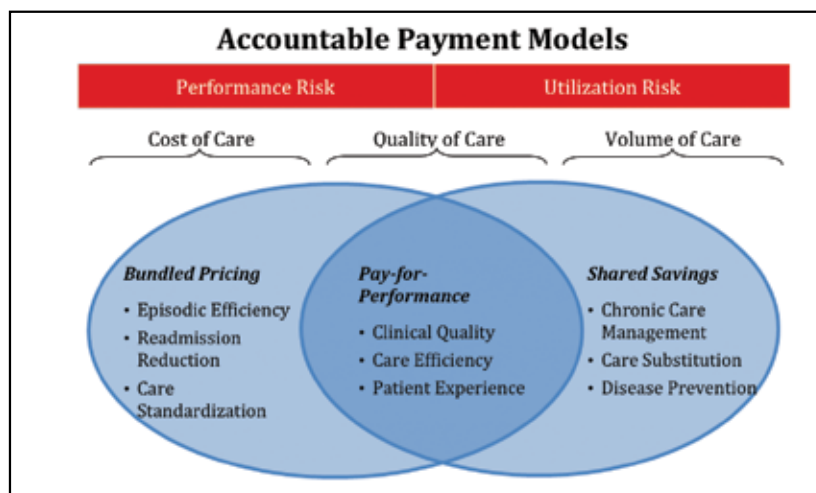 Accountable Payment Models
Performance Risk
Utilization Risk
Cost of Care
Quality of Care
Volume of Care
Bundled Pricing
• Episodic Efficiency
• Readmission
Reduction
• Care
Standardization
Pay-for-
Performance
• Clinical Quality
• Care Efficiency
• Patient Experience
Shared Savings
• Chronic Care
Management
• Care Substitution
• Disease Prevention